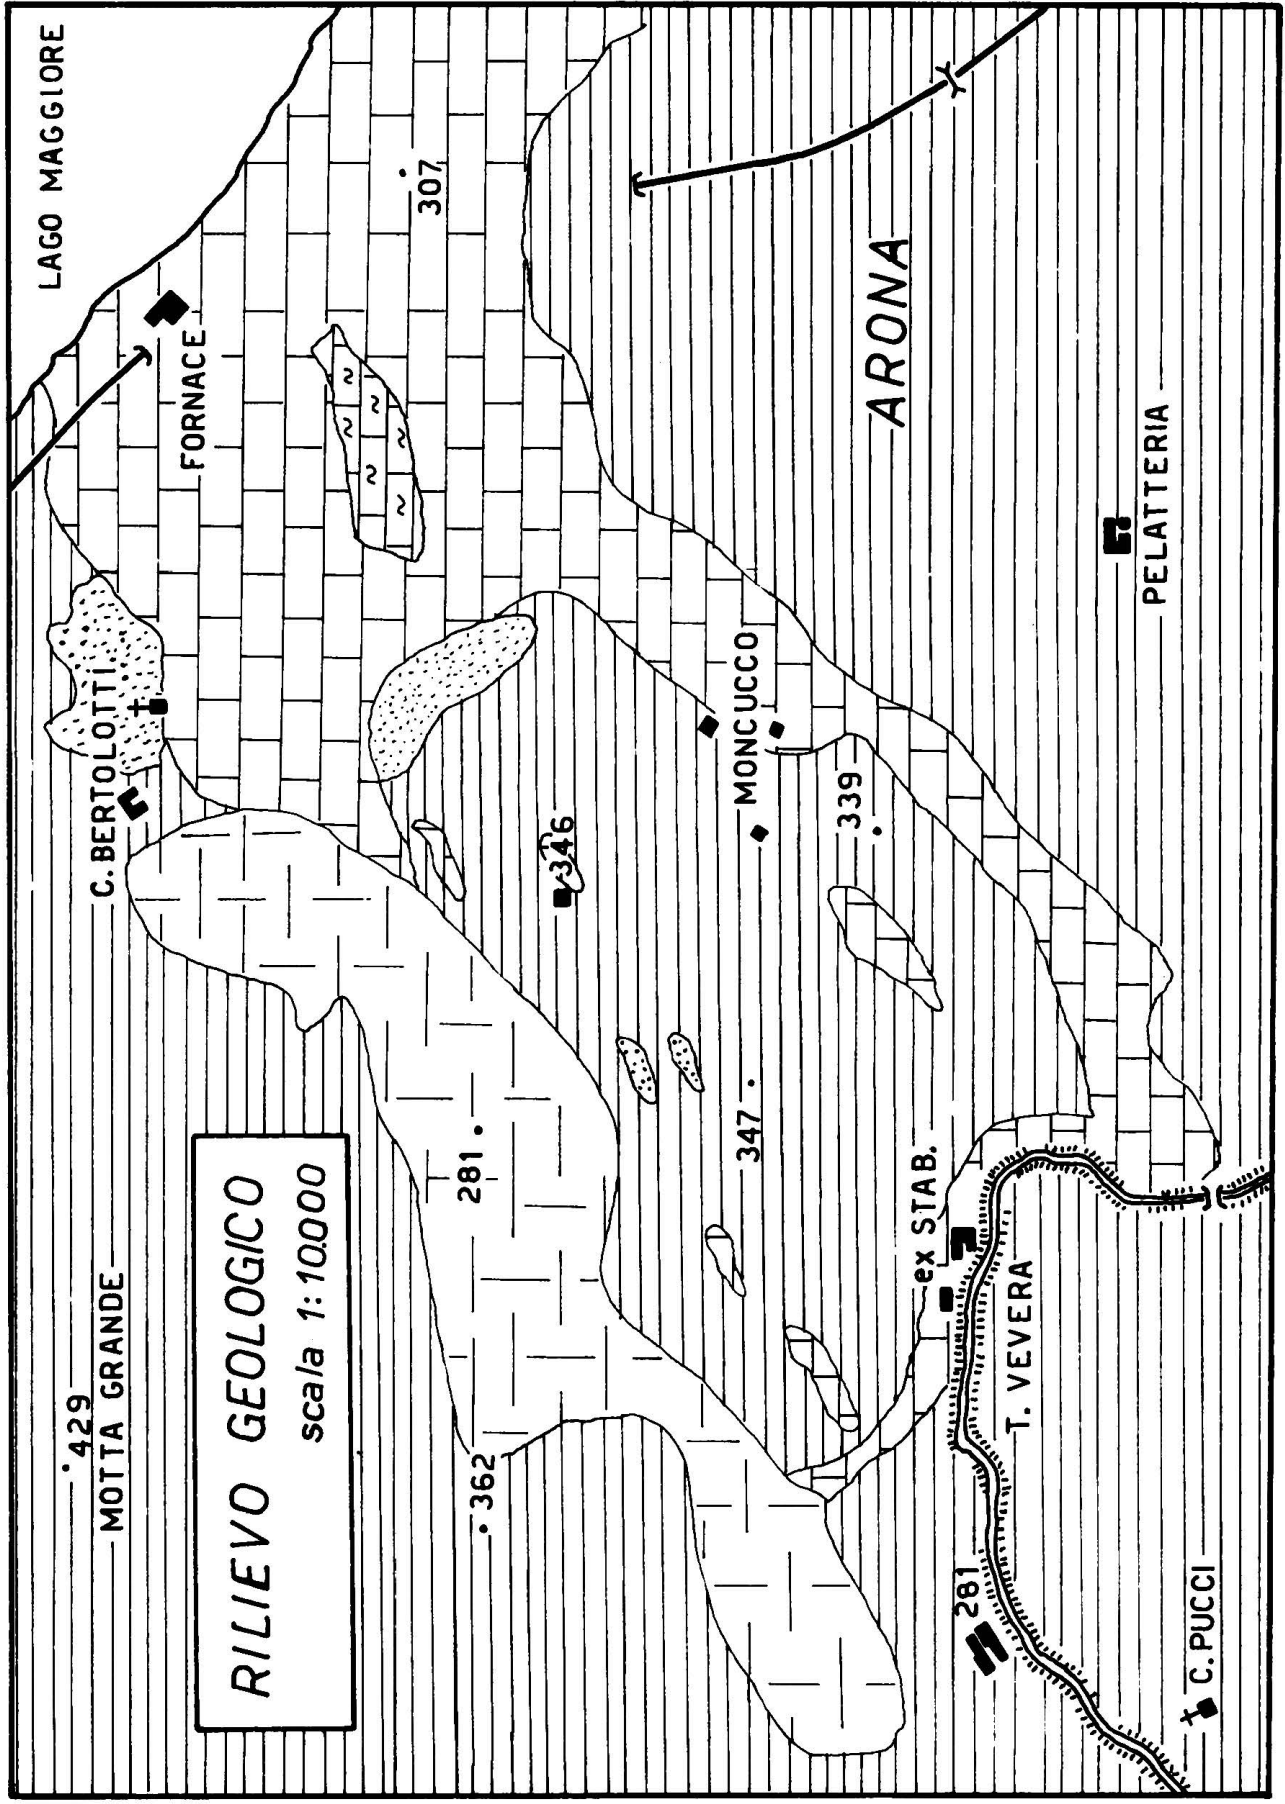 RILIEVO GEOLOGICO
scala 1:10.000
LAGO MAGGIORE
FORNACE
307
C. BERTOLOTTI
429
MOTTA GRANDE
362
281
346
MONCUCCO
339
347
ARONA
PELATTERIA
ex STAB.
T. VEVERA
281
C. PUCCI